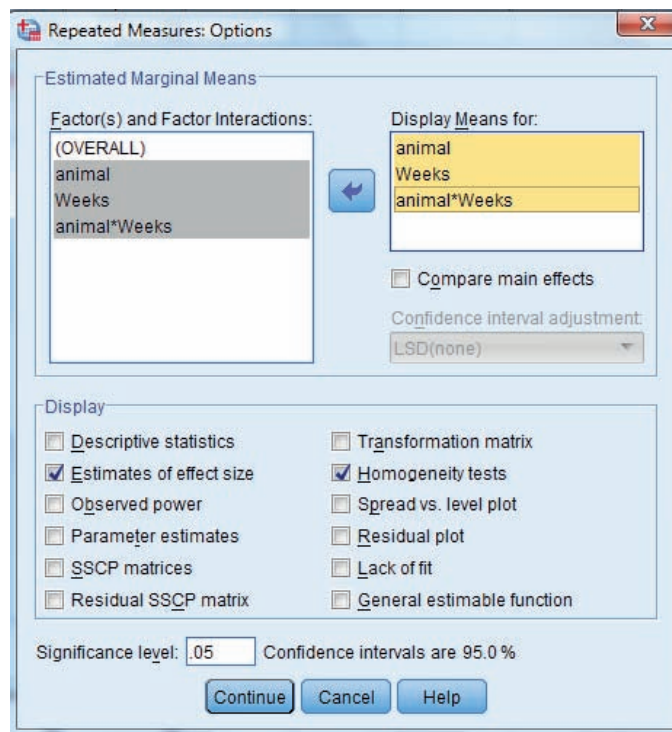 Repeated Measures: Options
Estimated Marginal Means
Factor(s) and Factor Interactions:
(OVERALL)
animal
Weeks
animal*Weeks
Display Means for:
animal
Weeks
animal*Weeks
Compare main effects
Confidence interval adjustment:
LSD(none)
Display
Descriptive statistics
Transformation matrix
Estimates of effect size
Homogeneity tests
Observed power
Spread vs. level plot
Parameter estimates
Residual plot
SSCP matrices
Lack of fit
Residual SSCP matrix
General estimable function
Significance level: .05 Confidence intervals are 95.0 %
Continue Cancel Help